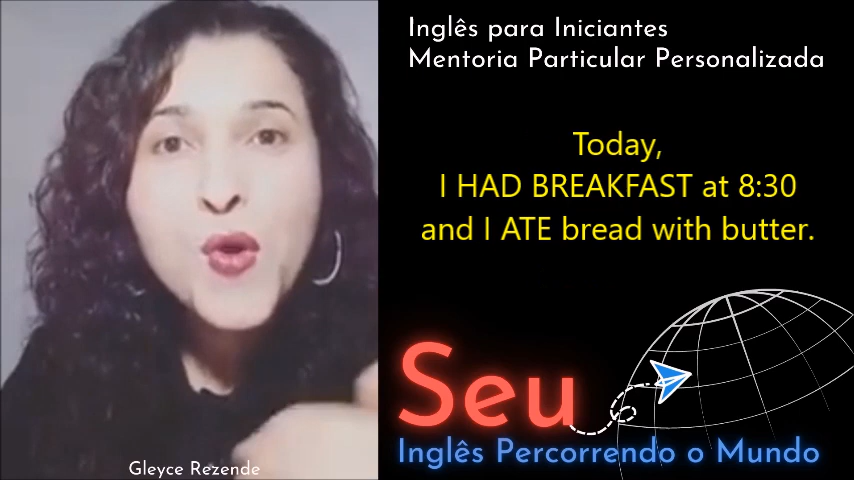 Inglês para Iniciantes
Mentoria Particular Personalizada
Today,
I HAD BREAKFAST at 8:30
and I ATE bread with butter.
Seu
Inglês Percorrendo o Mundo
Gleyce Rezende